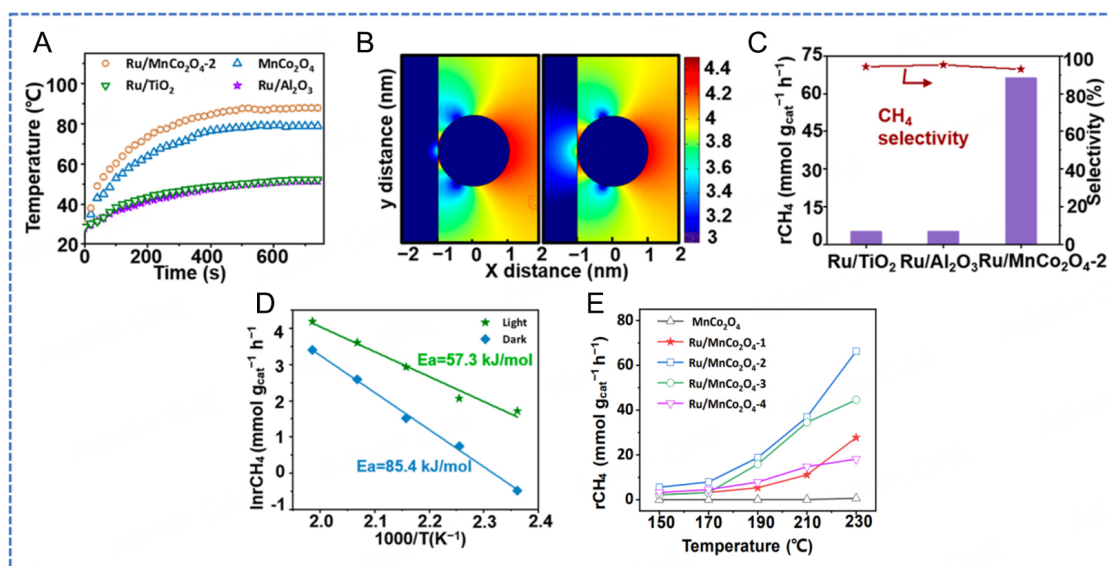 A
Ru/MnCo₂O₄-2
MnCo₂O₄
Ru/TiO₂
Ru/Al₂O₃
Temperature (℃)
100
80
60
40
20
0
200
400
600
Time (s)
B
y distance (nm)
−1 0 1 2
−1 0 1 2
X distance (nm)
4.4
4.2
4
3.8
3.6
3.4
3.2
3
C
rCH₄ (mmol gcat⁻¹ h⁻¹)
75
60
45
30
15
0
CH₄
selectivity
100
80
60
40
20
0
Selectivity (%)
Ru/TiO₂
Ru/Al₂O₃
Ru/MnCo₂O₄-2
D
Light
Dark
Ea=57.3 kJ/mol
Ea=85.4 kJ/mol
lnrCH₄ (mmol gcat⁻¹ h⁻¹)
4
3
2
1
0
-1
2.0 2.1 2.2 2.3 2.4
1000/T(K⁻¹)
E
MnCo₂O₄
Ru/MnCo₂O₄-1
Ru/MnCo₂O₄-2
Ru/MnCo₂O₄-3
Ru/MnCo₂O₄-4
rCH₄ (mmol gcat⁻¹ h⁻¹)
80
60
40
20
0
150 170 190 210 230
Temperature (℃)